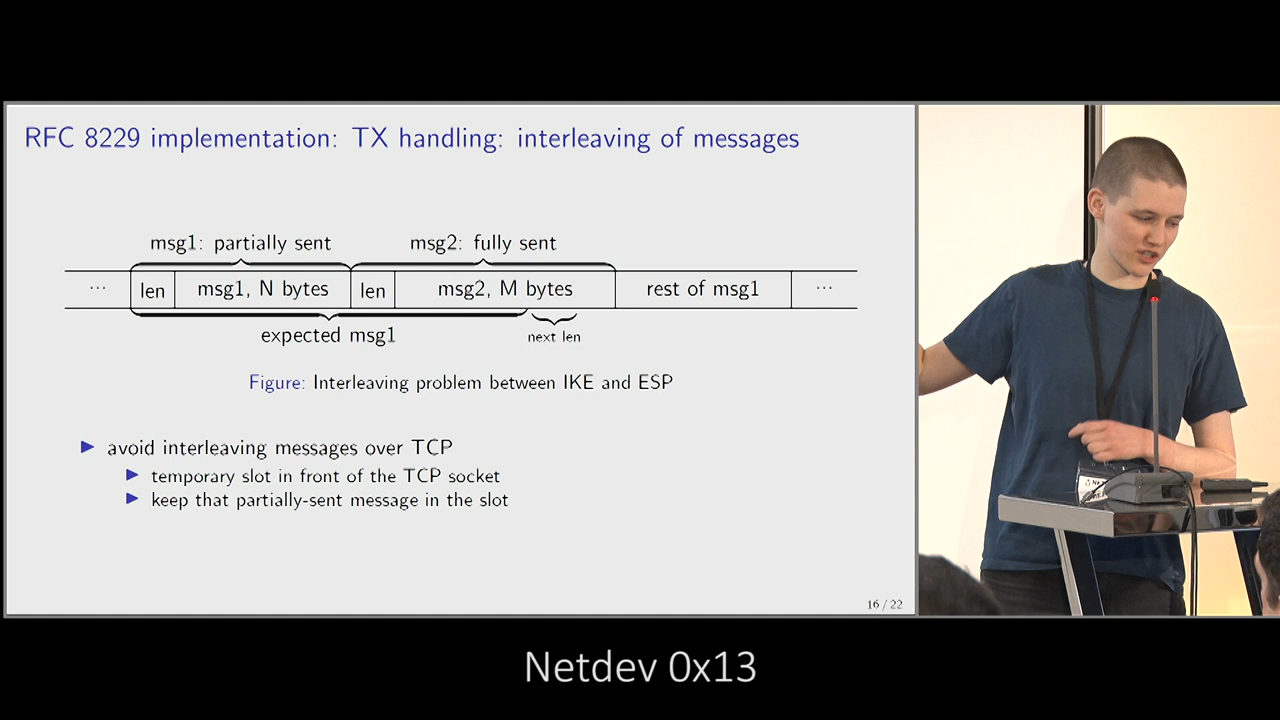 RFC 8229 implementation: TX handling: interleaving of messages
msg1: partially sent
msg2: fully sent
... len msg1, N bytes len msg2, M bytes rest of msg1 ...
expected msg1
next len
Figure: Interleaving problem between IKE and ESP
avoid interleaving messages over TCP
temporary slot in front of the TCP socket
keep that partially-sent message in the slot
16 / 22
Netdev 0x13